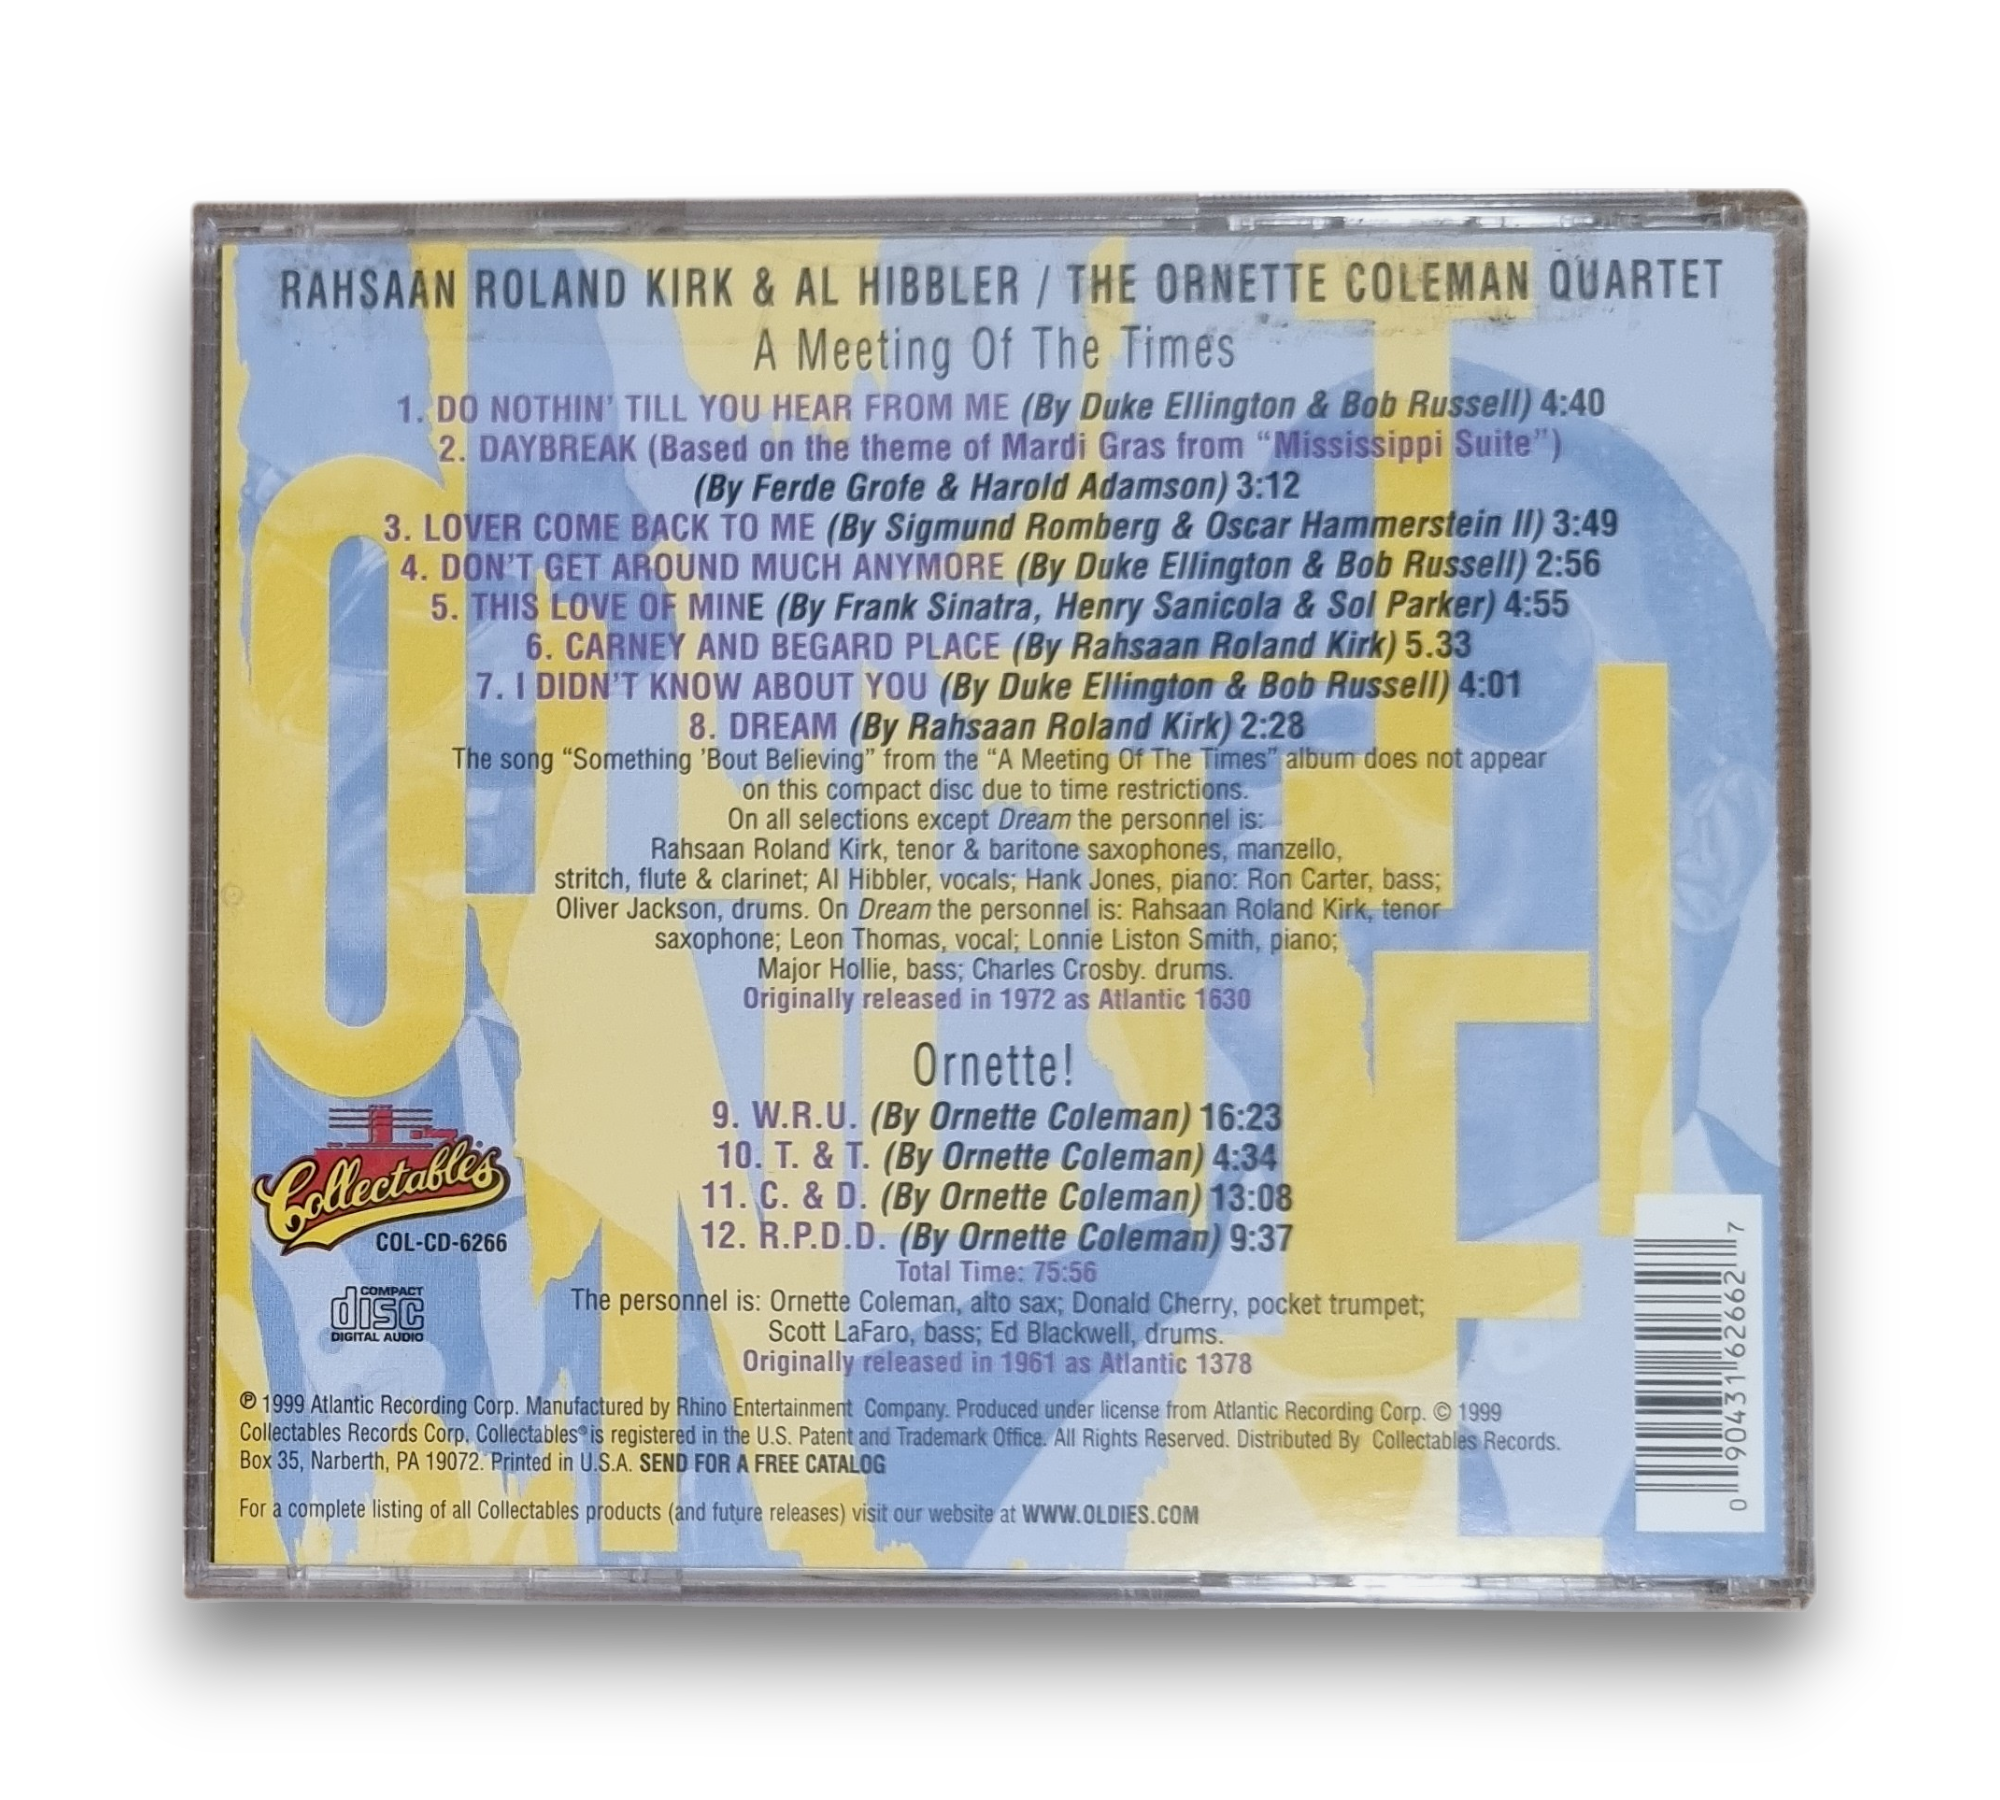 RAHSAAN ROLAND KIRK & AL HIBBLER / THE ORNETTE COLEMAN QUARTET
A Meeting Of The Times
1. DO NOTHIN' TILL YOU HEAR FROM ME (By Duke Ellington & Bob Russell) 4:40
2. DAYBREAK (Based on the theme of Mardi Gras from “Mississippi Suite”)
(By Ferde Grofe & Harold Adamson) 3:12
3. LOVER COME BACK TO ME (By Sigmund Romberg & Oscar Hammerstein II) 3:49
4. DON'T GET AROUND MUCH ANYMORE (By Duke Ellington & Bob Russell) 2:56
5. THIS LOVE OF MINE (By Frank Sinatra, Henry Sanicola & Sol Parker) 4:55
6. CARNEY AND BEGARD PLACE (By Rahsaan Roland Kirk) 5.33
7. I DIDN'T KNOW ABOUT YOU (By Duke Ellington & Bob Russell) 4:01
8. DREAM (By Rahsaan Roland Kirk) 2:28
The song “Something 'Bout Believing” from the “A Meeting Of The Times” album does not appear
on this compact disc due to time restrictions.
On all selections except Dream the personnel is:
Rahsaan Roland Kirk, tenor & baritone saxophones, manzello,
stritch, flute & clarinet; Al Hibbler, vocals; Hank Jones, piano: Ron Carter, bass;
Oliver Jackson, drums. On Dream the personnel is: Rahsaan Roland Kirk, tenor
saxophone; Leon Thomas, vocal; Lonnie Liston Smith, piano;
Major Hollie, bass; Charles Crosby. drums.
Originally released in 1972 as Atlantic 1630
Ornette!
9. W.R.U. (By Ornette Coleman) 16:23
10. T. & T. (By Ornette Coleman) 4:34
11. C. & D. (By Ornette Coleman) 13:08
12. R.P.D.D. (By Ornette Coleman) 9:37
Total Time: 75:56
The personnel is: Ornette Coleman, alto sax; Donald Cherry, pocket trumpet;
Scott LaFaro, bass; Ed Blackwell, drums.
Originally released in 1961 as Atlantic 1378
Collectables
COL-CD-6266
COMPACT
disc
DIGITAL AUDIO
℗ 1999 Atlantic Recording Corp. Manufactured by Rhino Entertainment Company. Produced under license from Atlantic Recording Corp. © 1999
Collectables Records Corp. Collectables® is registered in the U.S. Patent and Trademark Office. All Rights Reserved. Distributed By Collectables Records.
Box 35, Narberth, PA 19072. Printed in U.S.A. SEND FOR A FREE CATALOG
For a complete listing of all Collectables products (and future releases) visit our website at WWW.OLDIES.COM
0 90431 62662 7
ORNETTE